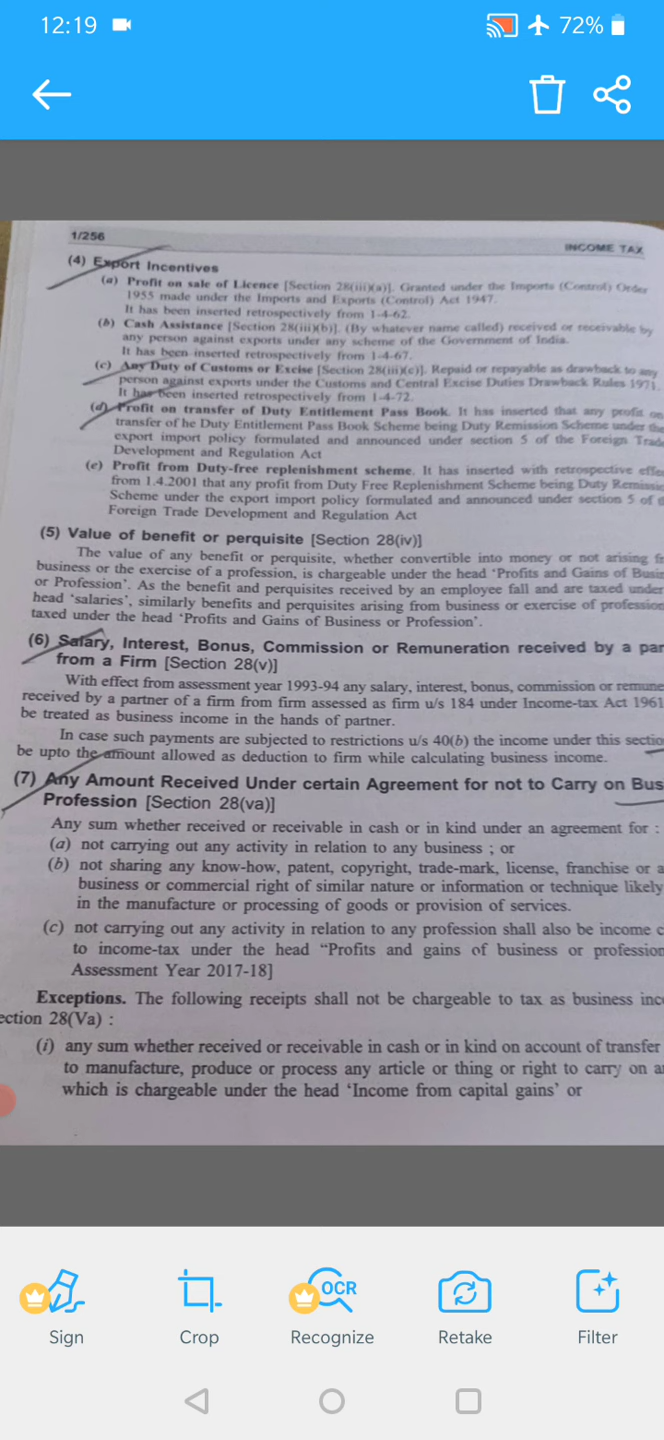 12:19
72%
1/256
INCOME TAX
(4) Export Incentives
(a) Profit on sale of Licence [Section 28(iii)(a)]. Granted under the Imports (Control) Order
1955 made under the Imports and Exports (Control) Act 1947.
It has been inserted retrospectively from 1-4-62.
(b) Cash Assistance [Section 28(iii)(b)]. (By whatever name called) received or receivable by
any person against exports under any scheme of the Government of India.
It has been inserted retrospectively from 1-4-67.
(c) Any Duty of Customs or Excise [Section 28(iii)(c)]. Repaid or repayable as drawback to any
person against exports under the Customs and Central Excise Duties Drawback Rules 1971.
It has been inserted retrospectively from 1-4-72.
(d) Profit on transfer of Duty Entitlement Pass Book. It has inserted that any profit on
transfer of he Duty Entitlement Pass Book Scheme being Duty Remission Scheme under the
export import policy formulated and announced under section 5 of the Foreign Trade
Development and Regulation Act
(e) Profit from Duty-free replenishment scheme. It has inserted with retrospective effe
from 1.4.2001 that any profit from Duty Free Replenishment Scheme being Duty Remissio
Scheme under the export import policy formulated and announced under section 5 of
Foreign Trade Development and Regulation Act
(5) Value of benefit or perquisite [Section 28(iv)]
The value of any benefit or perquisite, whether convertible into money or not arising fr
business or the exercise of a profession, is chargeable under the head ‘Profits and Gains of Busi
or Profession’. As the benefit and perquisites received by an employee fall and are taxed under
head ‘salaries’, similarly benefits and perquisites arising from business or exercise of profession
taxed under the head ‘Profits and Gains of Business or Profession’.
(6) Salary, Interest, Bonus, Commission or Remuneration received by a par
from a Firm [Section 28(v)]
With effect from assessment year 1993-94 any salary, interest, bonus, commission or remune
received by a partner of a firm from firm assessed as firm u/s 184 under Income-tax Act 1961
be treated as business income in the hands of partner.
In case such payments are subjected to restrictions u/s 40(b) the income under this sectio
be upto the amount allowed as deduction to firm while calculating business income.
(7) Any Amount Received Under certain Agreement for not to Carry on Bus
Profession [Section 28(va)]
Any sum whether received or receivable in cash or in kind under an agreement for :
(a) not carrying out any activity in relation to any business ; or
(b) not sharing any know-how, patent, copyright, trade-mark, license, franchise or a
business or commercial right of similar nature or information or technique likely
in the manufacture or processing of goods or provision of services.
(c) not carrying out any activity in relation to any profession shall also be income c
to income-tax under the head “Profits and gains of business or profession
Assessment Year 2017-18]
Exceptions. The following receipts shall not be chargeable to tax as business inco
ection 28(Va) :
(i) any sum whether received or receivable in cash or in kind on account of transfer
to manufacture, produce or process any article or thing or right to carry on a
which is chargeable under the head ‘Income from capital gains’ or
OCR
Sign Crop Recognize Retake Filter